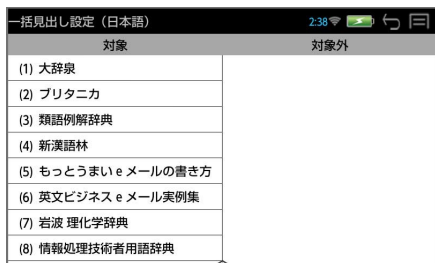 一括見出し設定（日本語） 2:38
対象 対象外
(1) 大辞泉
(2) ブリタニカ
(3) 類語例解辞典
(4) 新漢語林
(5) もっとうまい e メールの書き方
(6) 英文ビジネス e メール実例集
(7) 岩波 理化学辞典
(8) 情報処理技術者用語辞典